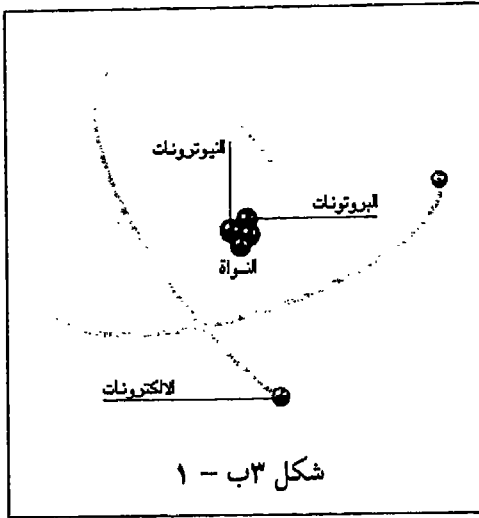 النيوترونات
البروتونات
النواة
الالكترونات
شكل ٣ب – ١